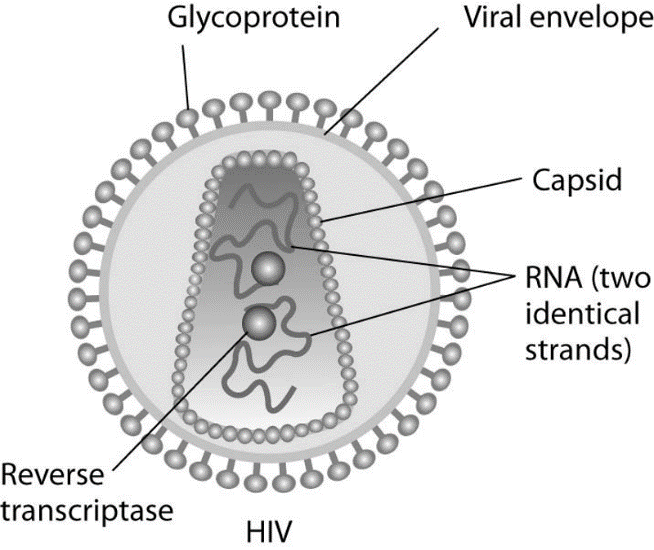 Glycoprotein
Viral envelope
Capsid
RNA (two
identical
strands)
Reverse
transcriptase
HIV